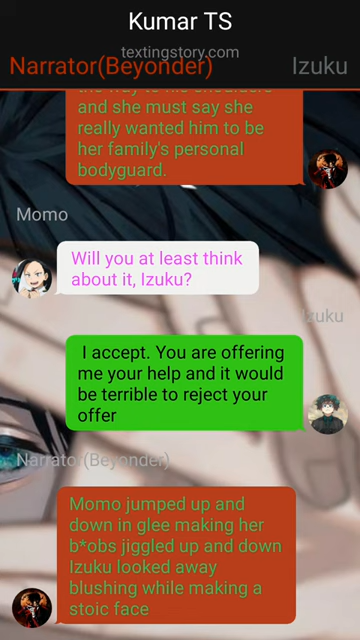 Kumar TS
textingstory.com
Narrator(Beyonder)
Izuku
and she must say she
really wanted him to be
her family's personal
bodyguard.
Momo
Will you at least think
about it, Izuku?
Izuku
I accept. You are offering
me your help and it would
be terrible to reject your
offer
Narrator(Beyonder)
Momo jumped up and
down in glee making her
b*obs jiggled up and down
Izuku looked away
blushing while making a
stoic face